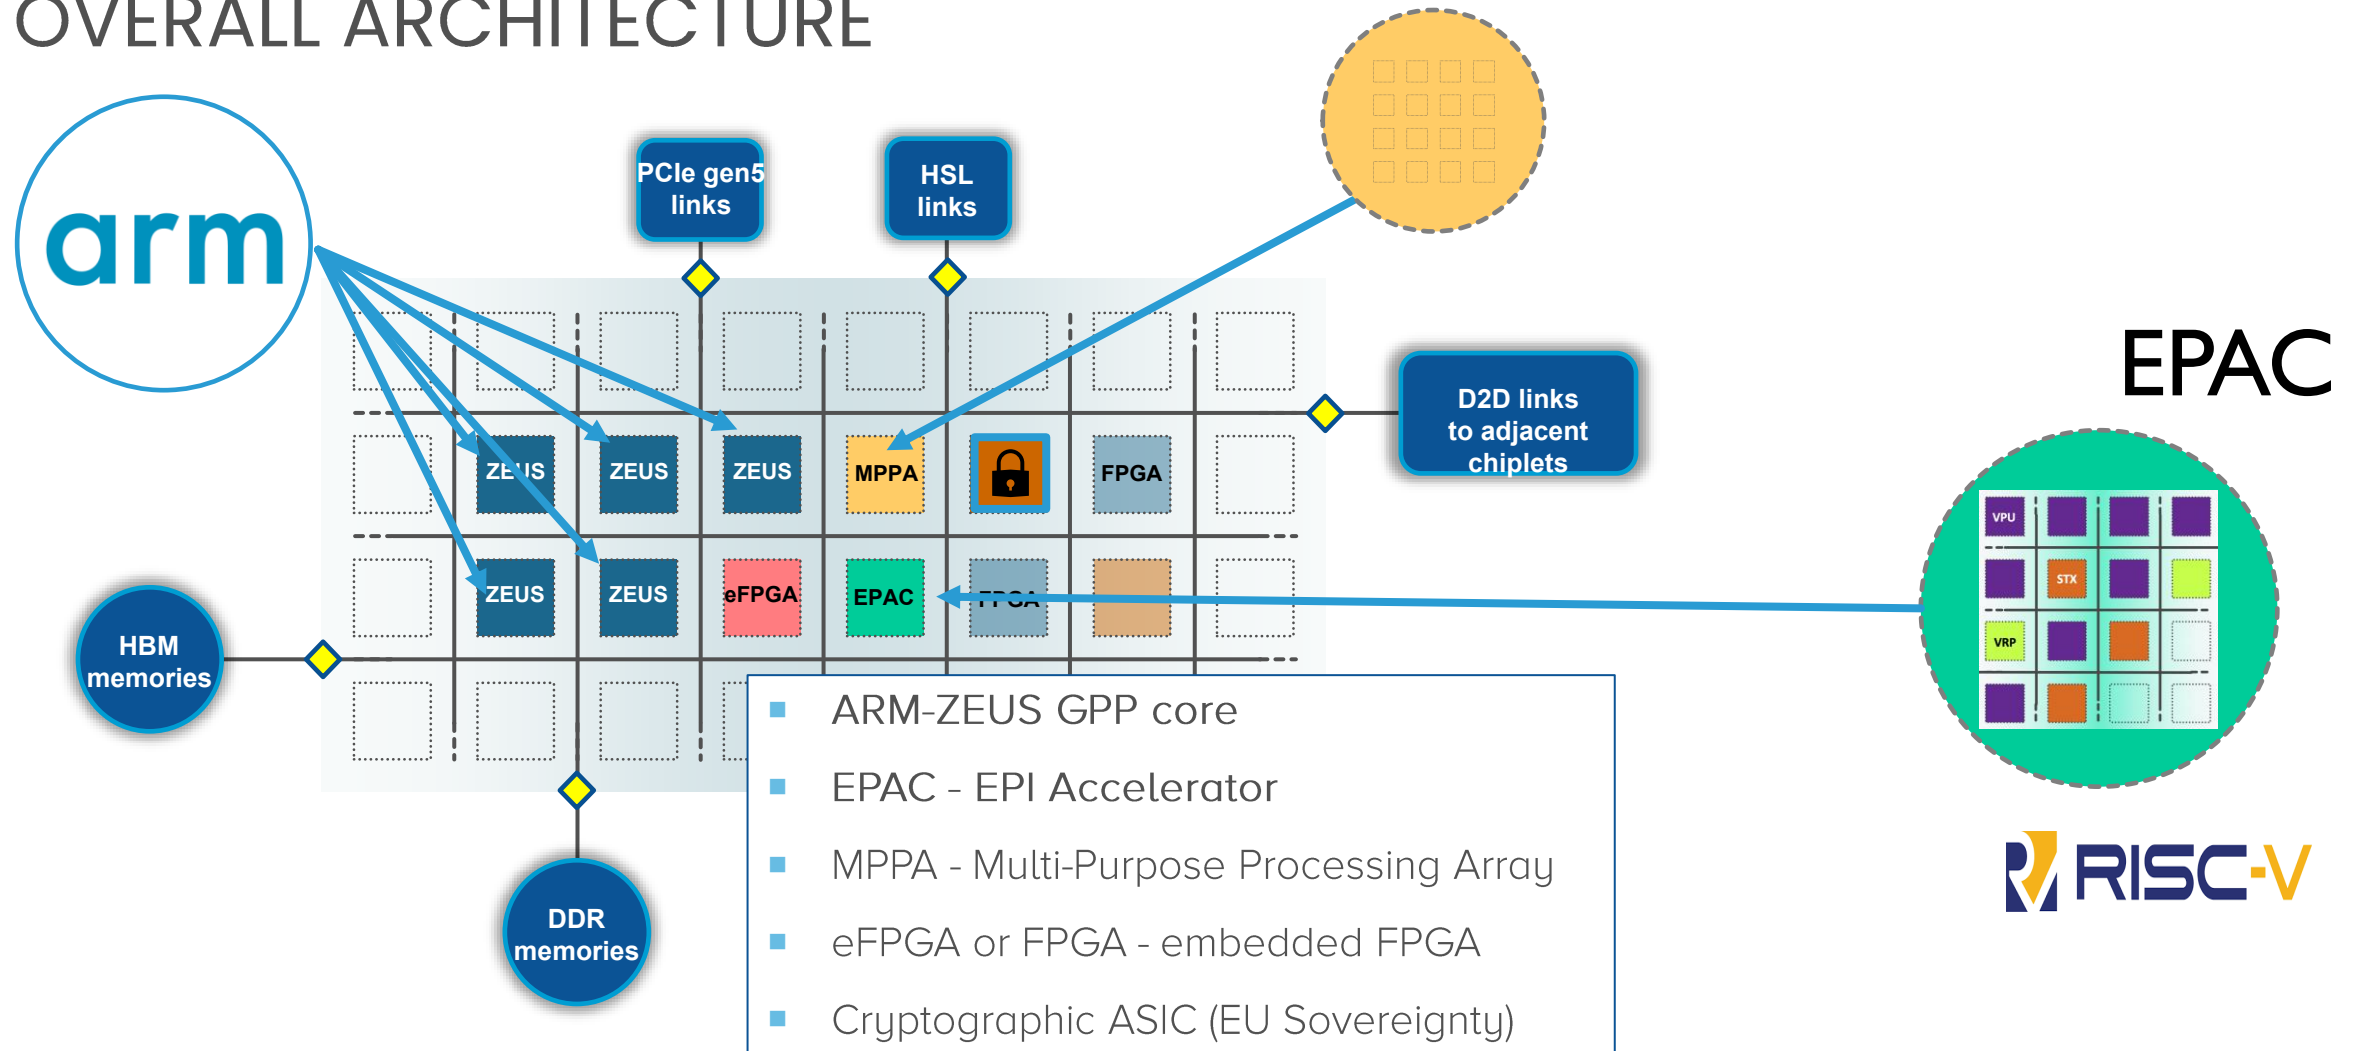 OVERALL ARCHITECTURE
arm
PCIe gen5
links
HSL
links
D2D links
to adjacent
chiplets
EPAC
ZEUS
ZEUS
ZEUS
MPPA
FPGA
ZEUS
ZEUS
eFPGA
EPAC
FPGA
VPU
STX
VRP
HBM
memories
DDR
memories
ARM-ZEUS GPP core
EPAC - EPI Accelerator
MPPA - Multi-Purpose Processing Array
eFPGA or FPGA - embedded FPGA
Cryptographic ASIC (EU Sovereignty)
RISC-V